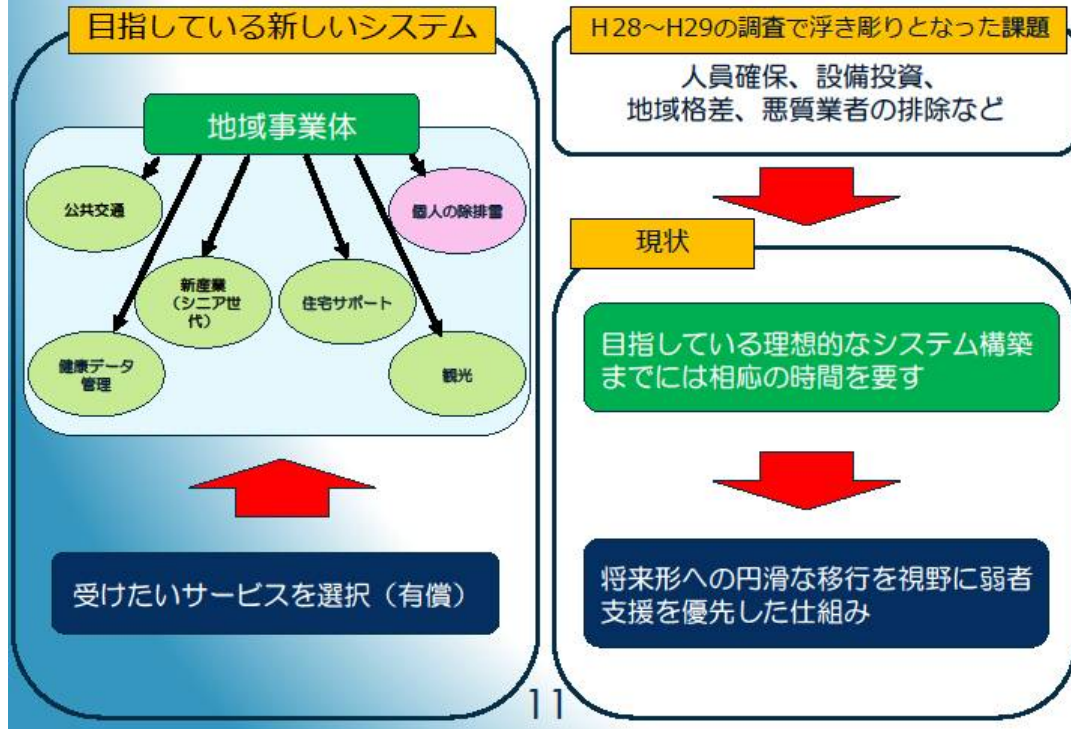 目指している新しいシステム
地域事業体
公共交通
個人の除排雪
新産業
（シニア世
代）
住宅サポート
健康データ
管理
観光
受けたいサービスを選択（有償）
H28～H29の調査で浮き彫りとなった課題
人員確保、設備投資、
地域格差、悪質業者の排除など
現状
目指している理想的なシステム構築
までには相応の時間を要す
将来形への円滑な移行を視野に弱者
支援を優先した仕組み
11